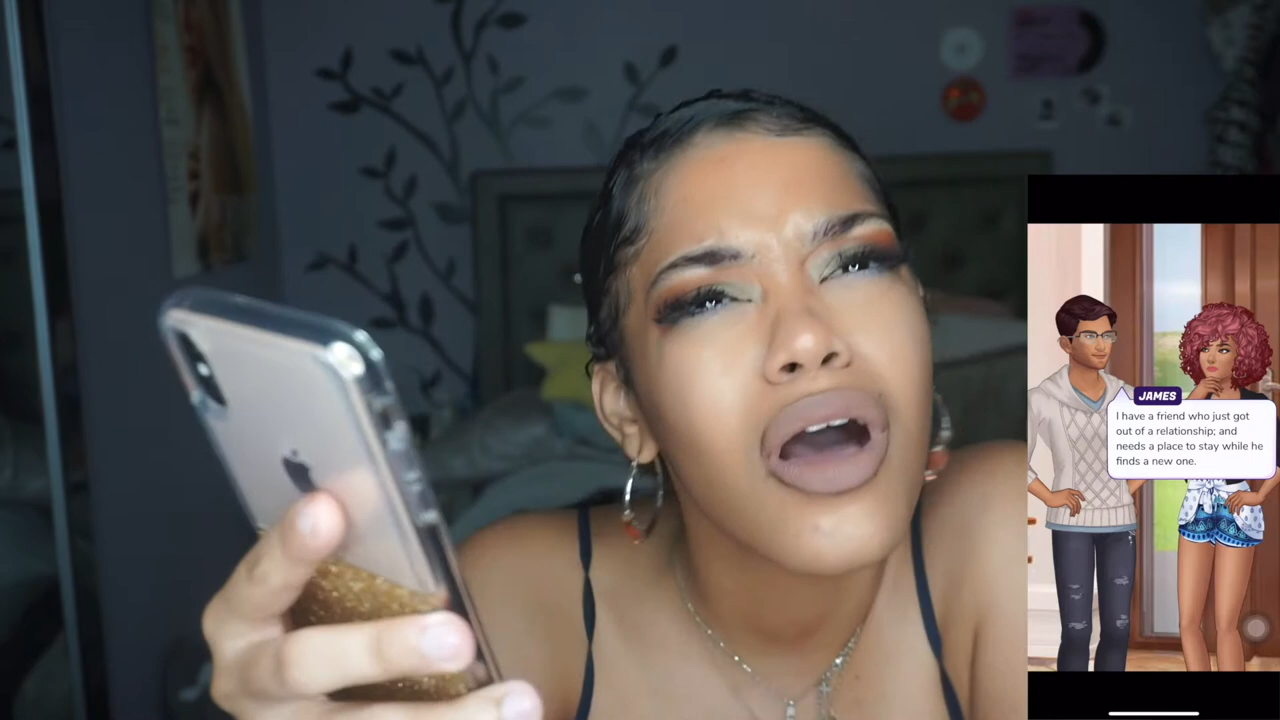 JAMES
I have a friend who just got
out of a relationship; and
needs a place to stay while he
finds a new one.